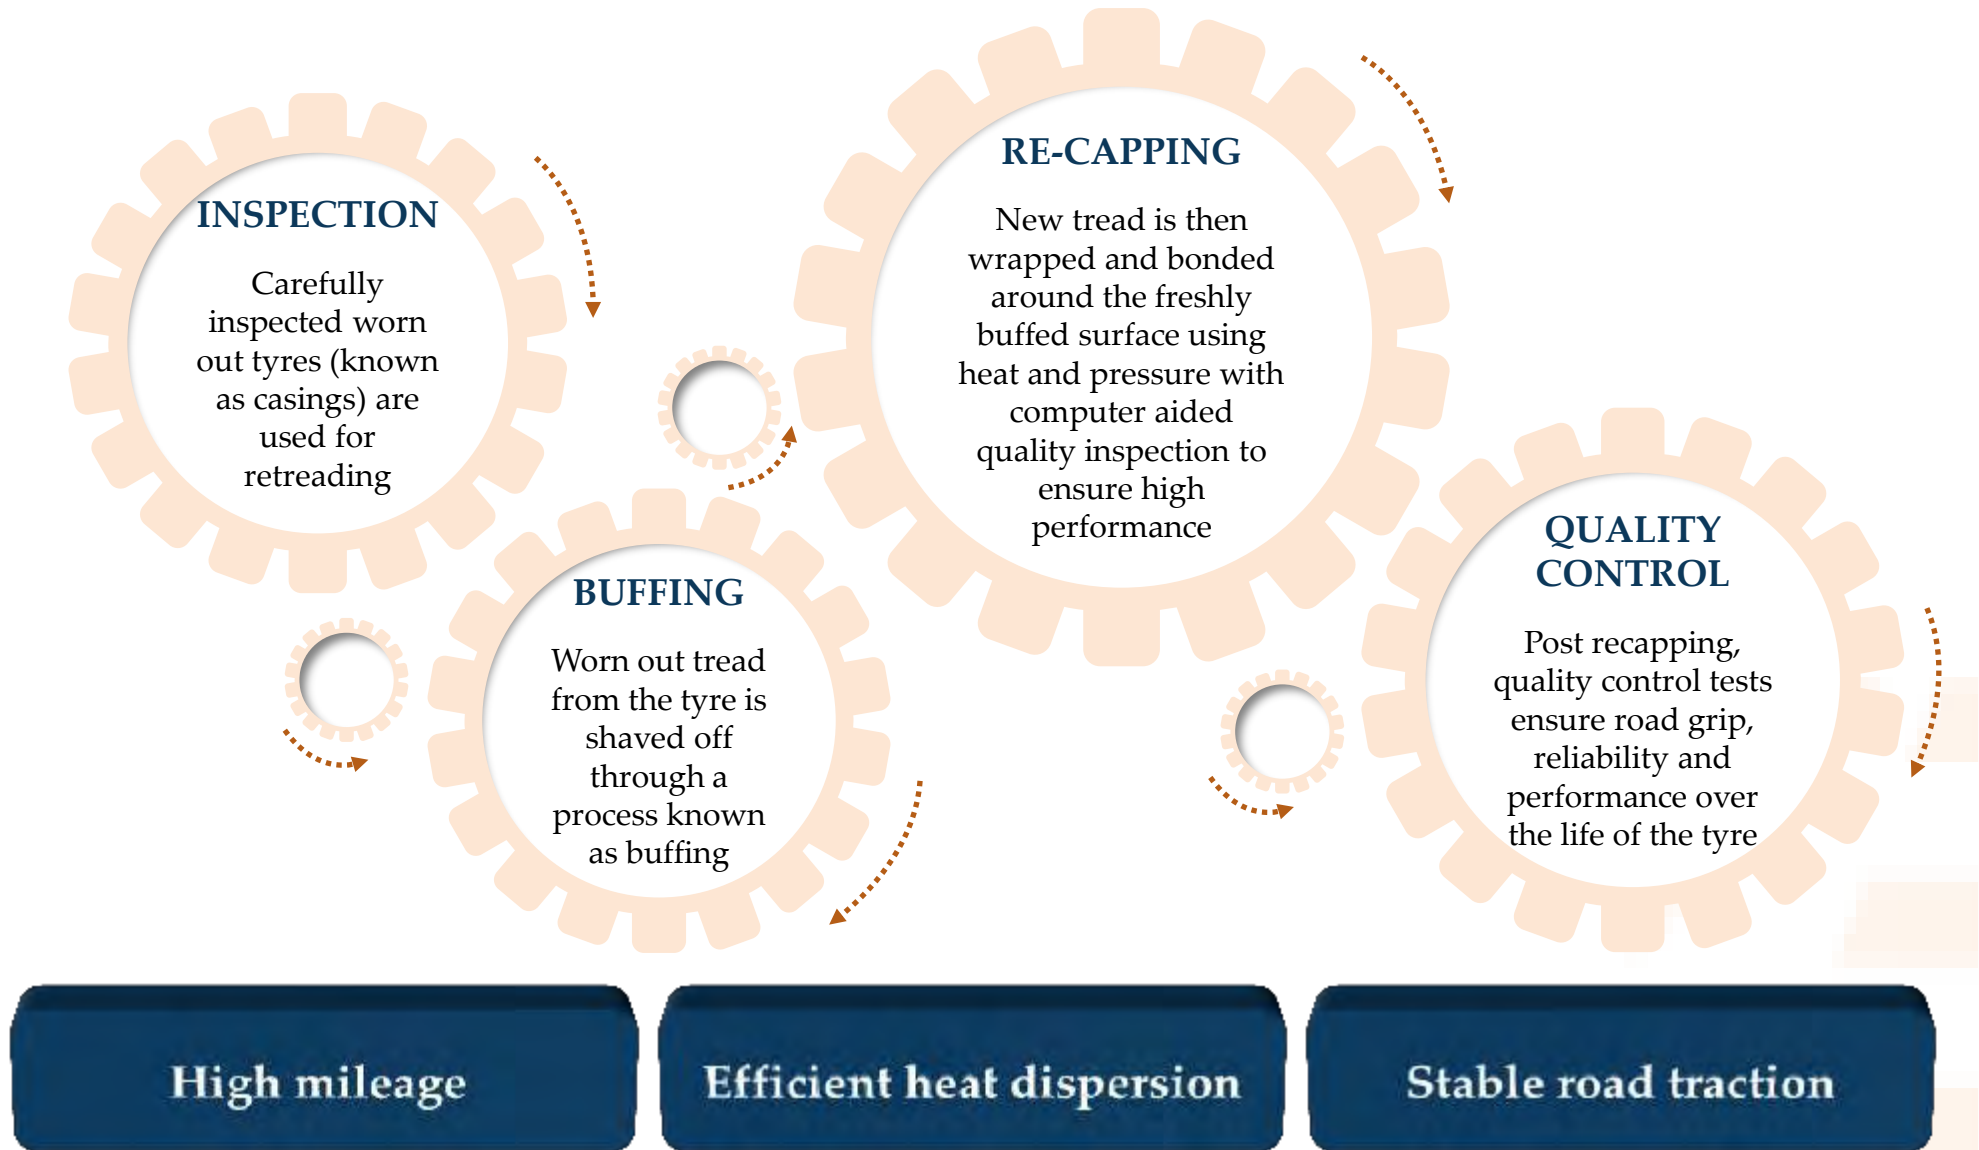 INSPECTION
Carefully
inspected worn
out tyres (known
as casings) are
used for
retreading
BUFFING
Worn out tread
from the tyre is
shaved off
through a
process known
as buffing
RE-CAPPING
New tread is then
wrapped and bonded
around the freshly
buffed surface using
heat and pressure with
computer aided
quality inspection to
ensure high
performance
QUALITY
CONTROL
Post recapping,
quality control tests
ensure road grip,
reliability and
performance over
the life of the tyre
High mileage
Efficient heat dispersion
Stable road traction